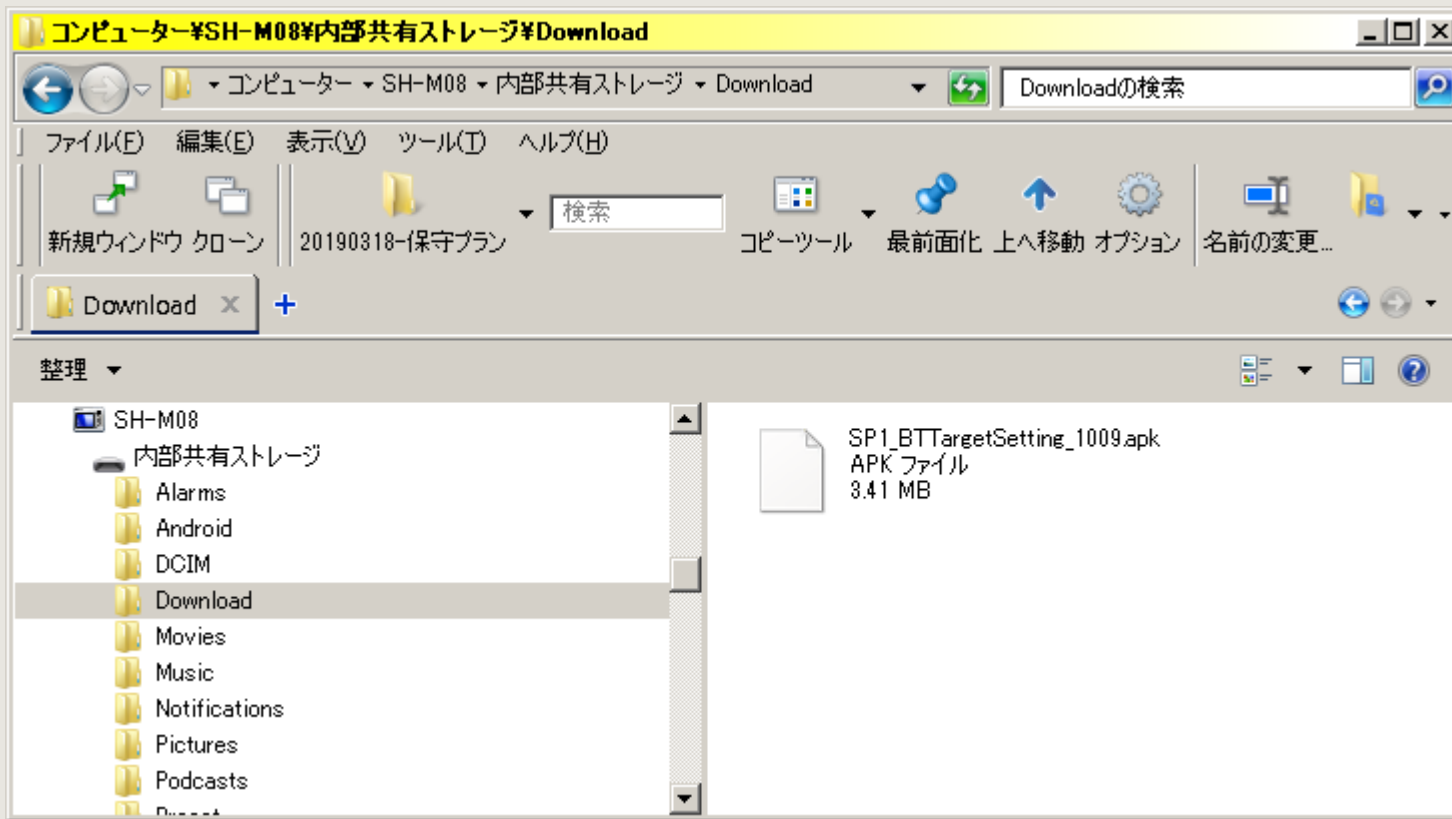 コンピューター¥SH-M08¥内部共有ストレージ¥Download
コンピューター SH-M08 内部共有ストレージ Download
Downloadの検索
ファイル(F) 編集(E) 表示(V) ツール(T) ヘルプ(H)
検索
新規ウィンドウ クローン 20190318-保守プラン コピーツール 最前面化 上へ移動 オプション 名前の変更...
Download
整理
SH-M08
内部共有ストレージ
Alarms
Android
DCIM
Download
Movies
Music
Notifications
Pictures
Podcasts
SP1_BTTargetSetting_1009.apk
APK ファイル
3.41 MB